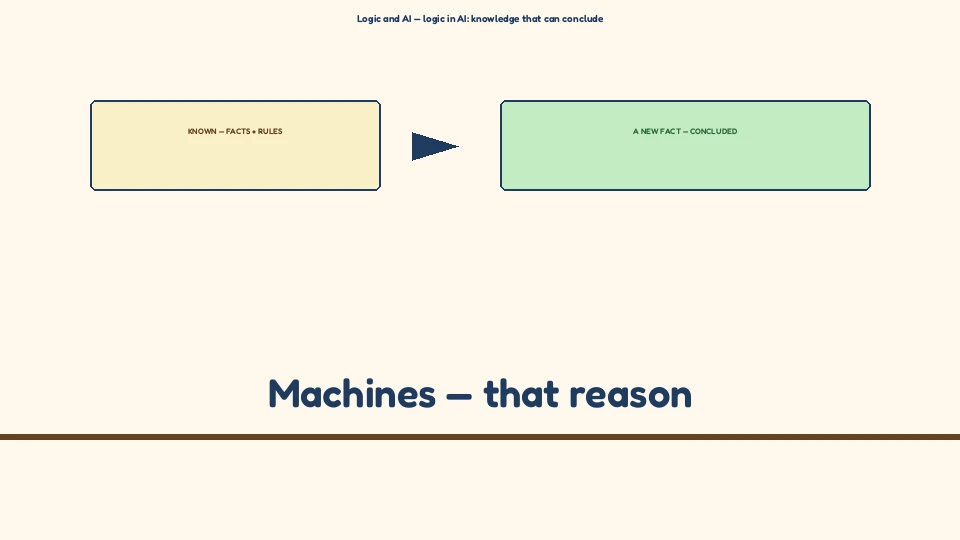 Logic and AI — logic in AI: knowledge that can conclude
KNOWN — FACTS + RULES
A NEW FACT — CONCLUDED
Machines — that reason